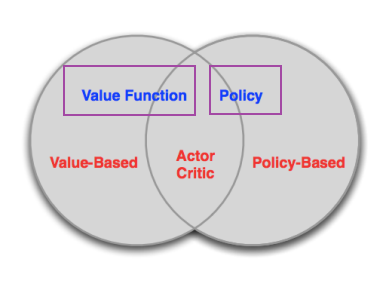 Value Function
Policy
Value-Based
Actor
Critic
Policy-Based